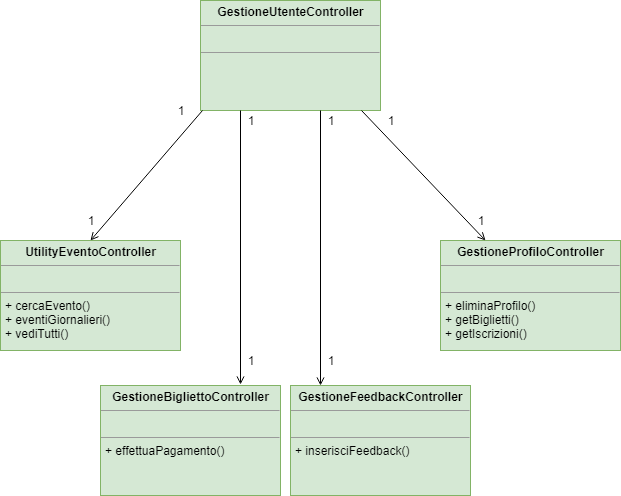 GestioneUtenteController
1
1
1
1
1
1
UtilityEventoController
+ cercaEvento()
+ eventiGiornalieri()
+ vediTutti()
GestioneProfiloController
+ eliminaProfilo()
+ getBiglietti()
+ getIscrizioni()
1
1
GestioneBigliettoController
+ effettuaPagamento()
GestioneFeedbackController
+ inserisciFeedback()